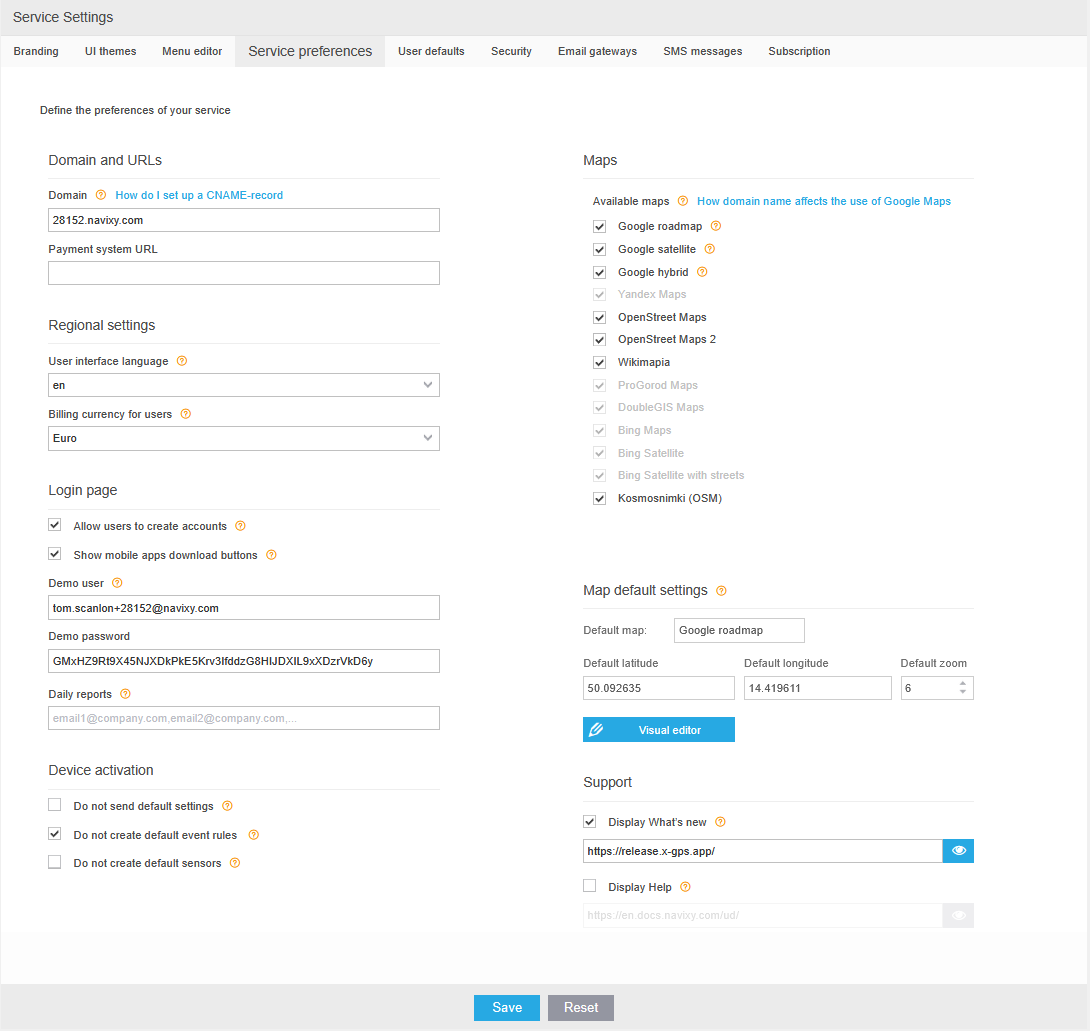 Service Settings
Branding UI themes Menu editor Service preferences User defaults Security Email gateways SMS messages Subscription
Define the preferences of your service
Domain and URLs
Domain How do I set up a CNAME-record
28152.navixy.com
Payment system URL
Regional settings
User interface language
en
Billing currency for users
Euro
Login page
Allow users to create accounts
Show mobile apps download buttons
Demo user
tom.scanlon+28152@navixy.com
Demo password
Daily reports
email1@company.com,email2@company.com,...
Device activation
Do not send default settings
Do not create default event rules
Do not create default sensors
Maps
Available maps How domain name affects the use of Google Maps
Google roadmap
Google satellite
Google hybrid
Yandex Maps
OpenStreet Maps
OpenStreet Maps 2
Wikimapia
ProGorod Maps
DoubleGIS Maps
Bing Maps
Bing Satellite
Bing Satellite with streets
Kosmosnimki (OSM)
Map default settings
Default map: Google roadmap
Default latitude Default longitude Default zoom
50.092635 14.419611 6
Visual editor
Support
Display What's new
https://release.x-gps.app/
Display Help
https://en.docs.navixy.com/ud/
Save Reset